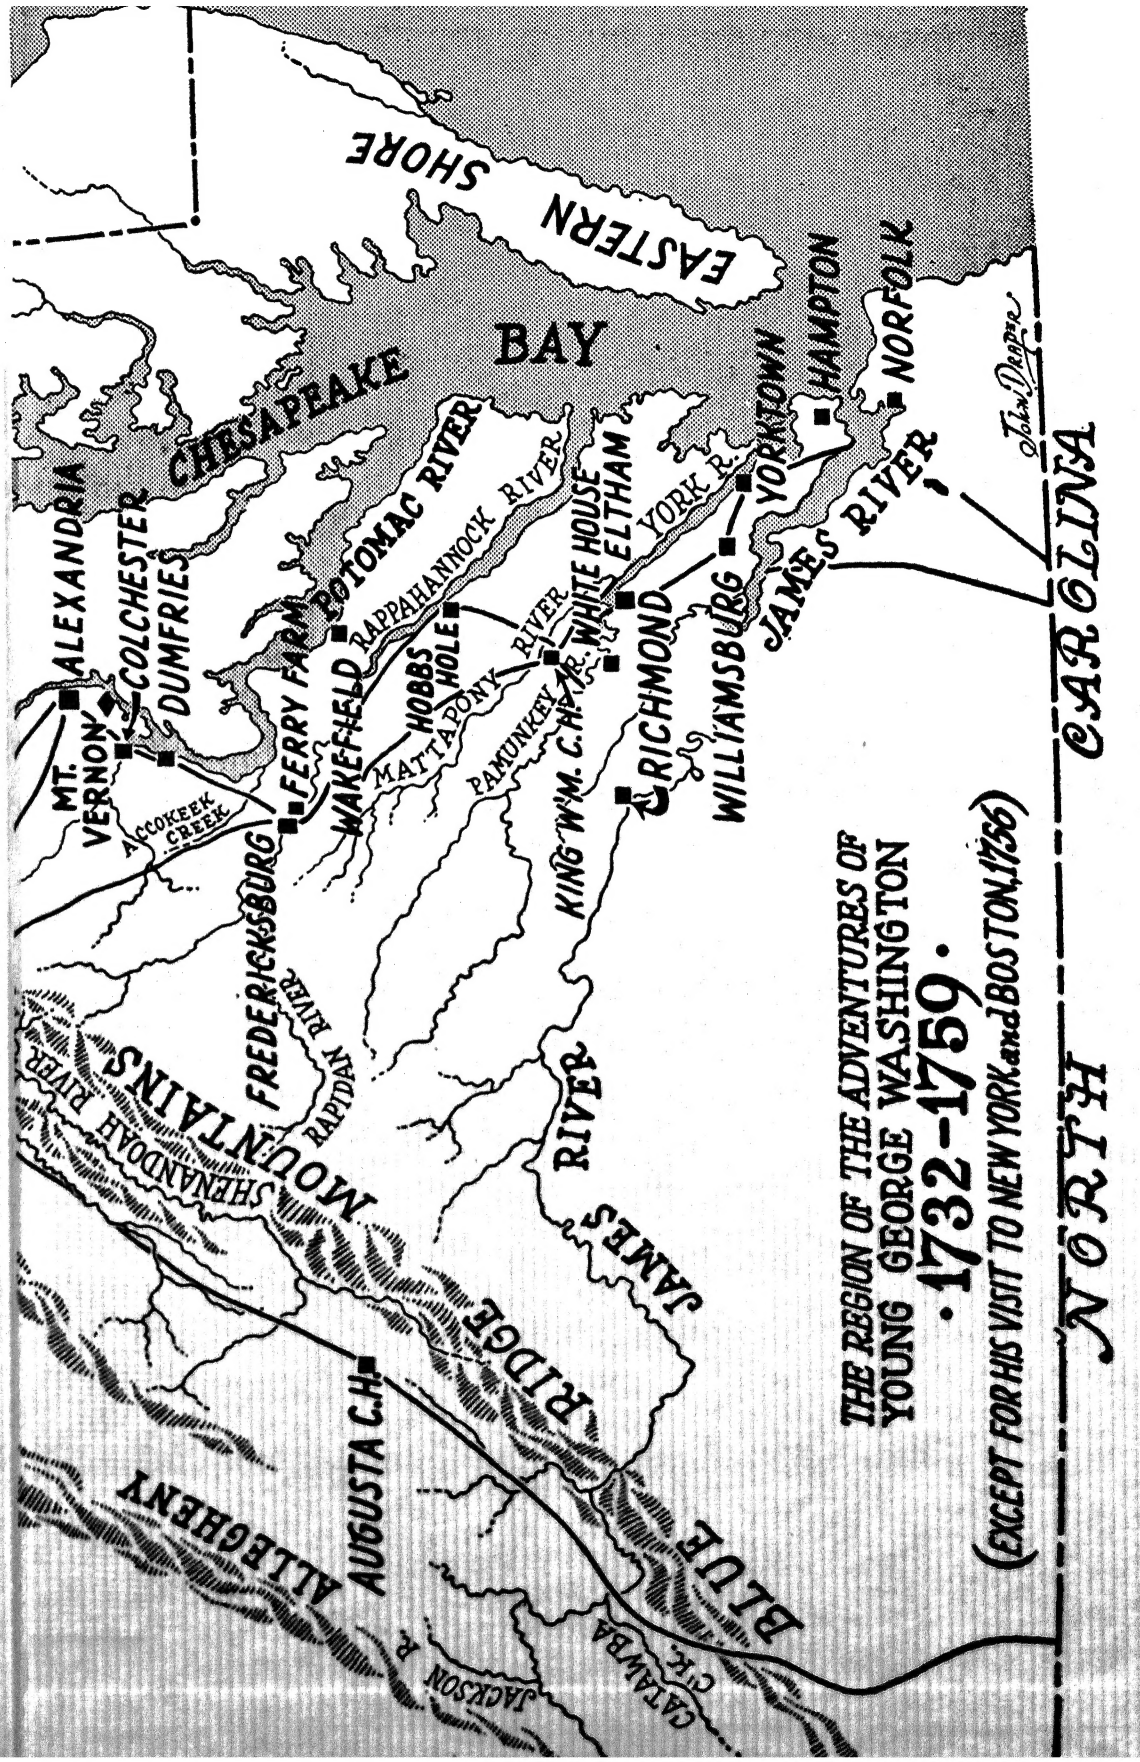 EASTERN
SHORE
CHESAPEAKE
BAY
ALEXANDRIA
MT.
VERNON
COLCHESTER
DUMFRIES
ACCOKEEK
CREEK
POTOMAC RIVER
FERRY FARM
FREDERICKSBURG
WAKEFIELD
RAPPAHANNOCK RIVER
HOBBS
HOLE
MATTAPONY RIVER
PAMUNKEY R.
KING W'M. C.H.
WHITE HOUSE
ELTHAM
YORK R.
YORKTOWN
HAMPTON
NORFOLK
WILLIAMSBURG
JAMES RIVER
RICHMOND
RAPIDAN RIVER
SHENANDOAH RIVER
BLUE RIDGE MOUNTAINS
JAMES RIVER
ALLEGHENY
AUGUSTA C.H.
JACKSON R.
CATAWBA
C'K.
THE REGION OF THE ADVENTURES OF
YOUNG GEORGE WASHINGTON
·1732-1759·
(EXCEPT FOR HIS VISIT TO NEW YORK and BOSTON, 1756)
John Draper
NORTH CAROLINA